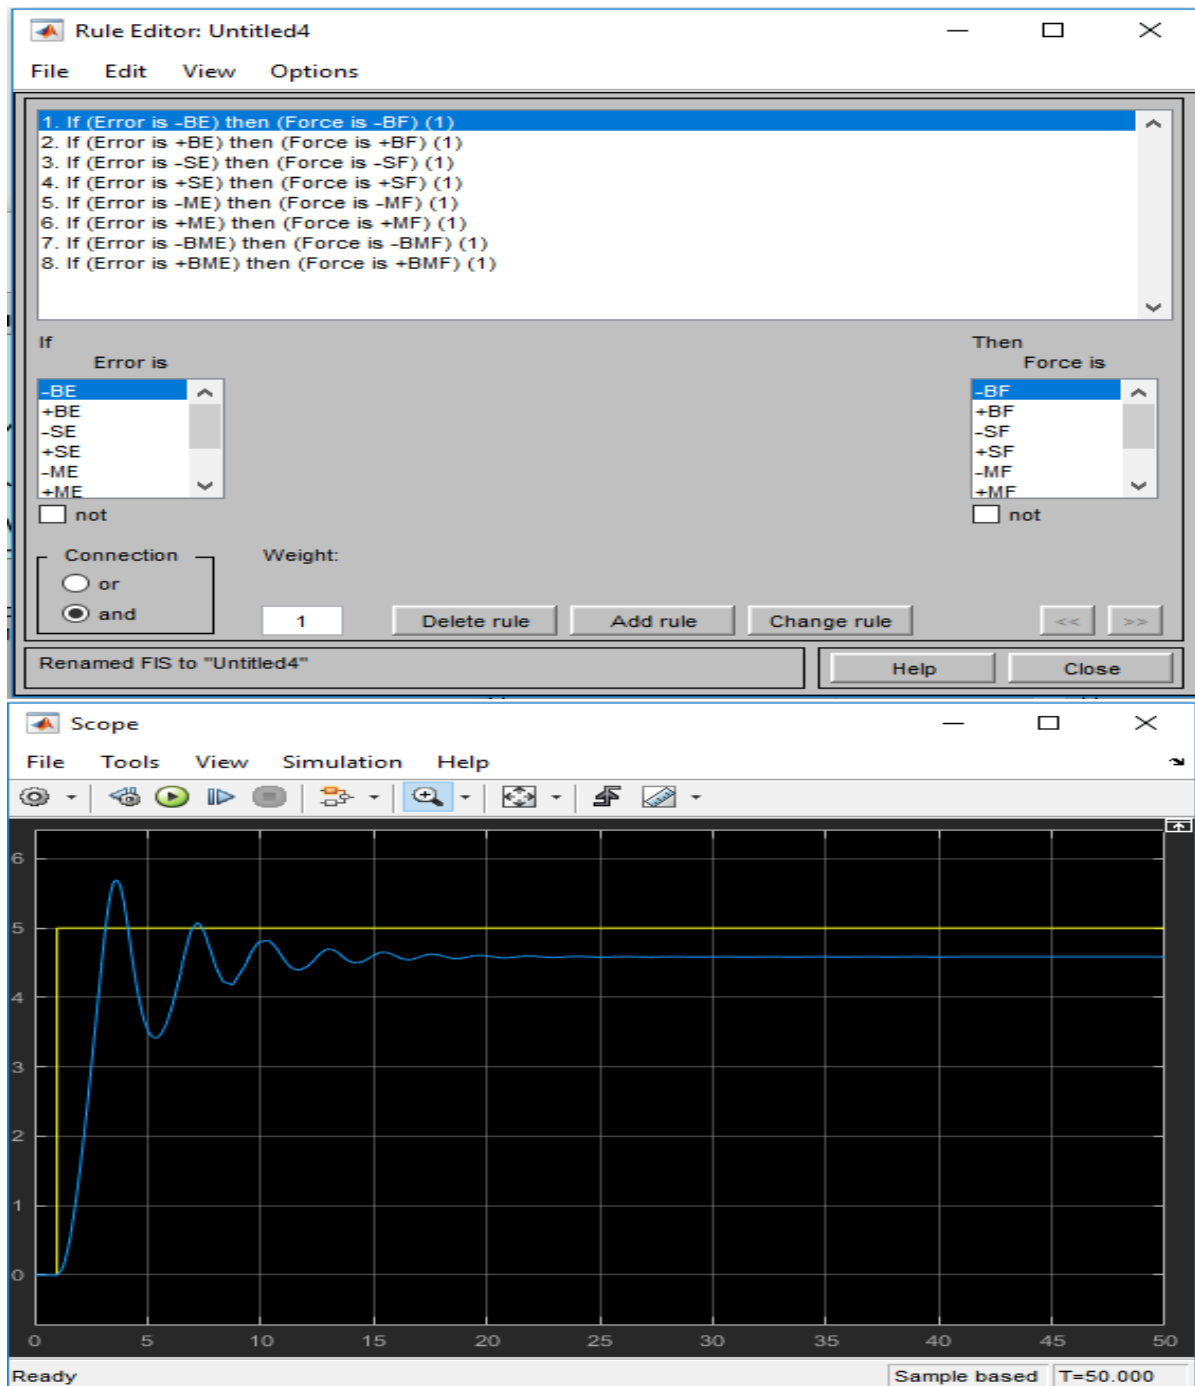 Rule Editor: Untitled4
File Edit View Options
1. If (Error is -BE) then (Force is -BF) (1)
2. If (Error is +BE) then (Force is +BF) (1)
3. If (Error is -SE) then (Force is -SF) (1)
4. If (Error is +SE) then (Force is +SF) (1)
5. If (Error is -ME) then (Force is -MF) (1)
6. If (Error is +ME) then (Force is +MF) (1)
7. If (Error is -BME) then (Force is -BMF) (1)
8. If (Error is +BME) then (Force is +BMF) (1)
If
Error is
-BE
+BE
-SE
+SE
-ME
+ME
not
Then
Force is
-BF
+BF
-SF
+SF
-MF
+MF
not
Connection
or
and
Weight:
1
Delete rule
Add rule
Change rule
<<
>>
Renamed FIS to "Untitled4"
Help
Close
Scope
File Tools View Simulation Help
6
5
4
3
2
1
0
0 5 10 15 20 25 30 35 40 45 50
Ready
Sample based
T=50.000